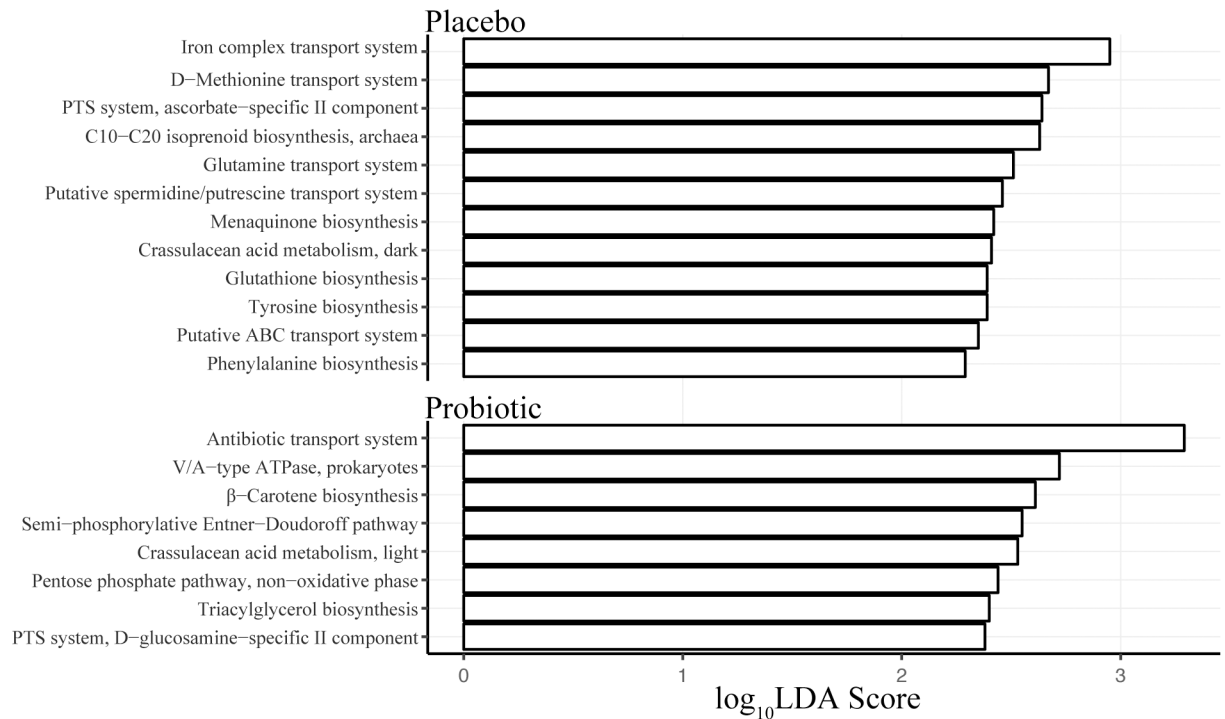 Placebo
Iron complex transport system
D−Methionine transport system
PTS system, ascorbate−specific II component
C10−C20 isoprenoid biosynthesis, archaea
Glutamine transport system
Putative spermidine/putrescine transport system
Menaquinone biosynthesis
Crassulacean acid metabolism, dark
Glutathione biosynthesis
Tyrosine biosynthesis
Putative ABC transport system
Phenylalanine biosynthesis
Probiotic
Antibiotic transport system
V/A−type ATPase, prokaryotes
β−Carotene biosynthesis
Semi−phosphorylative Entner−Doudoroff pathway
Crassulacean acid metabolism, light
Pentose phosphate pathway, non−oxidative phase
Triacylglycerol biosynthesis
PTS system, D−glucosamine−specific II component
0 1 2 3
log₁₀LDA Score